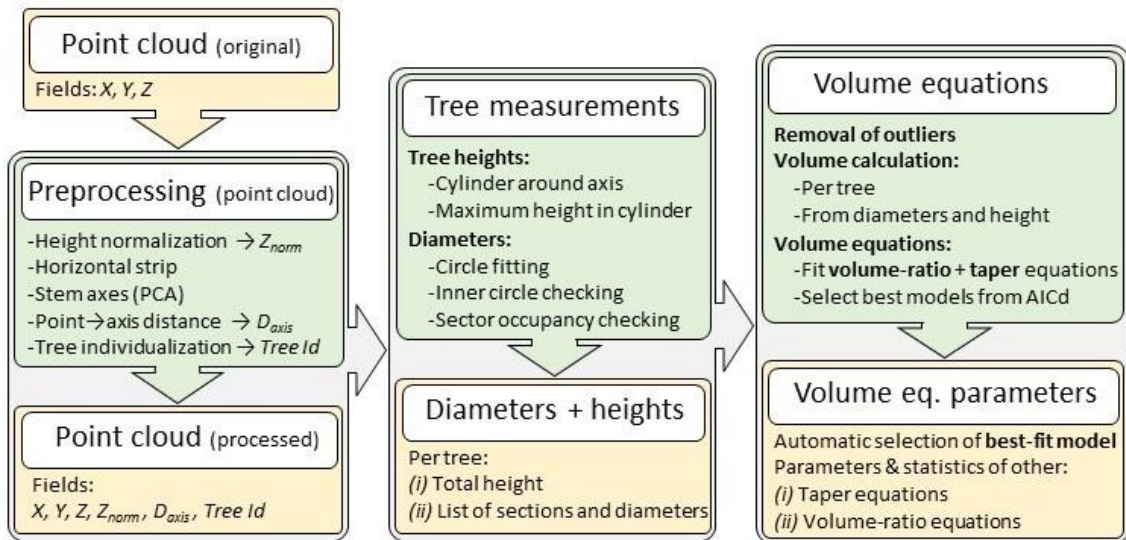 Point cloud (original)
Fields: X, Y, Z
Preprocessing (point cloud)
-Height normalization → Znorm
-Horizontal strip
-Stem axes (PCA)
-Point→axis distance → Daxis
-Tree individualization → Tree Id
Point cloud (processed)
Fields:
X, Y, Z, Znorm, Daxis, Tree Id
Tree measurements
Tree heights:
-Cylinder around axis
-Maximum height in cylinder
Diameters:
-Circle fitting
-Inner circle checking
-Sector occupancy checking
Diameters + heights
Per tree:
(i) Total height
(ii) List of sections and diameters
Volume equations
Removal of outliers
Volume calculation:
-Per tree
-From diameters and height
Volume equations:
-Fit volume-ratio + taper equations
-Select best models from AICd
Volume eq. parameters
Automatic selection of best-fit model
Parameters & statistics of other:
(i) Taper equations
(ii) Volume-ratio equations